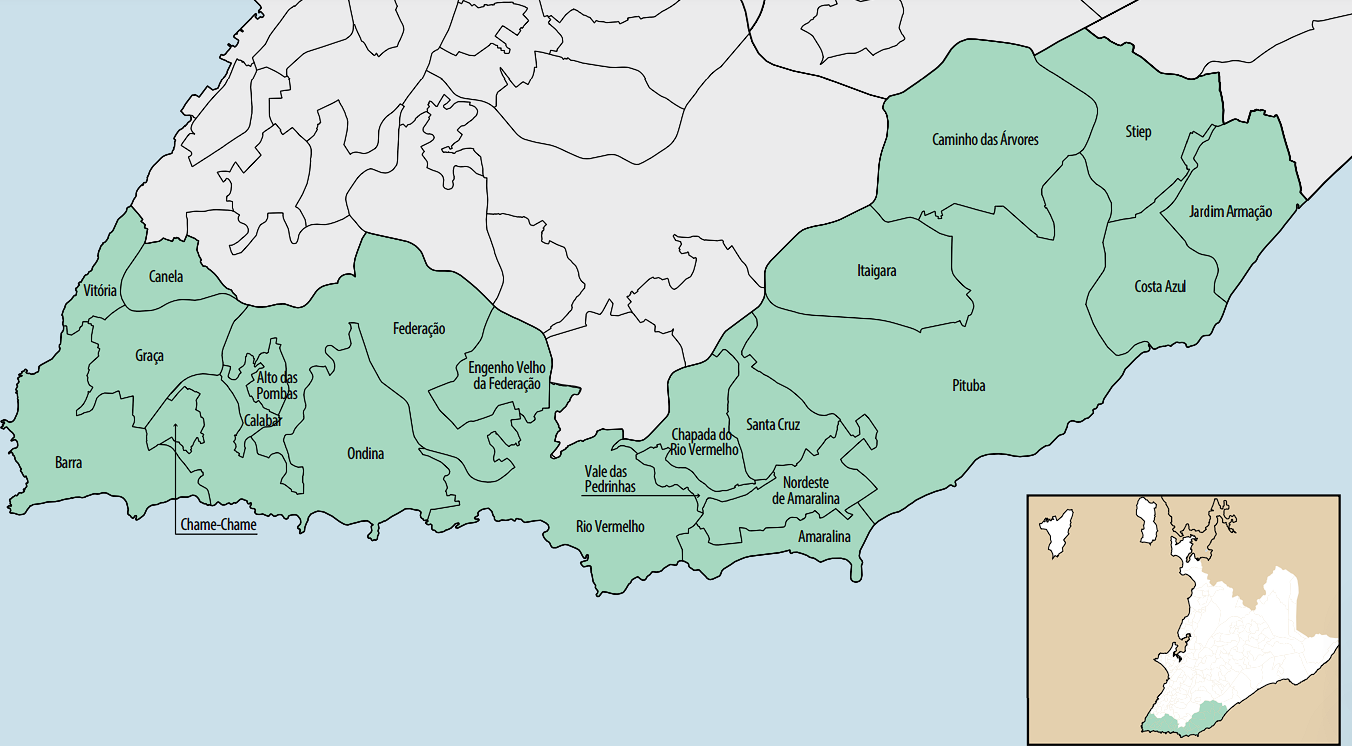 Caminho das Árvores
Stiep
Jardim Armação
Itaigara
Canela
Vitória
Costa Azul
Federação
Graça
Engenho Velho
da Federação
Alto das
Pombas
Pituba
Calabar
Santa Cruz
Chapada do
Rio Vermelho
Ondina
Barra
Vale das
Pedrinhas
Nordeste
de Amaralina
Chame-Chame
Rio Vermelho
Amaralina